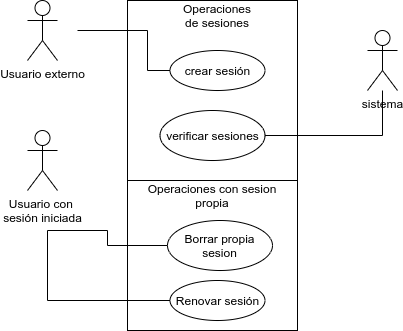 Operaciones
de sesiones
Usuario externo
crear sesión
sistema
verificar sesiones
Operaciones con sesion
propia
Usuario con
sesión iniciada
Borrar propia
sesion
Renovar sesión